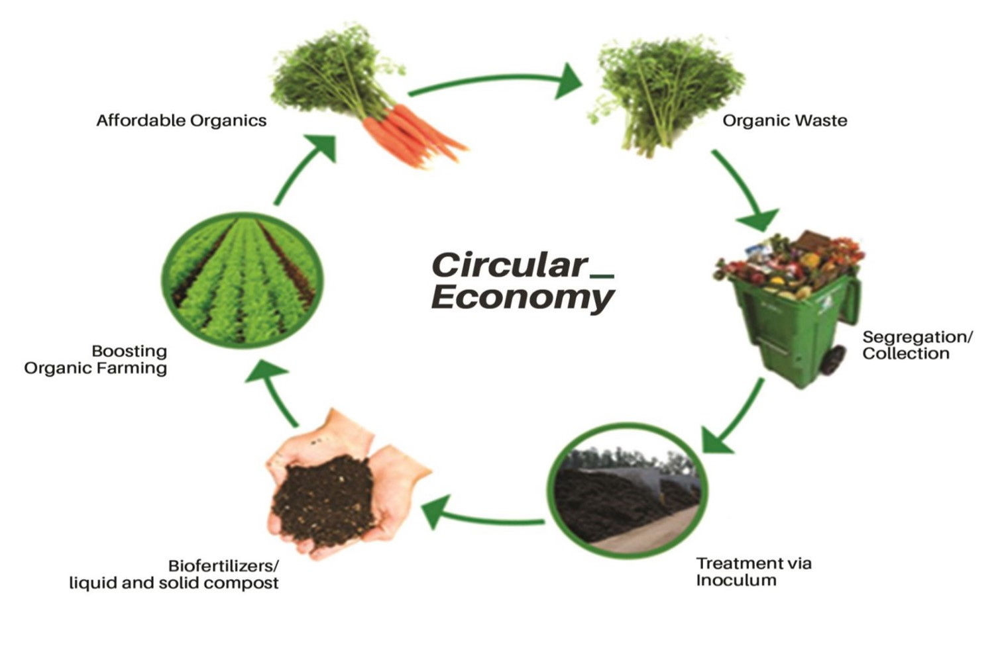 Affordable Organics
Organic Waste
Circular_
Economy
Segregation/
Collection
Boosting
Organic Farming
Biofertilizers/
liquid and solid compost
Treatment via
Inoculum